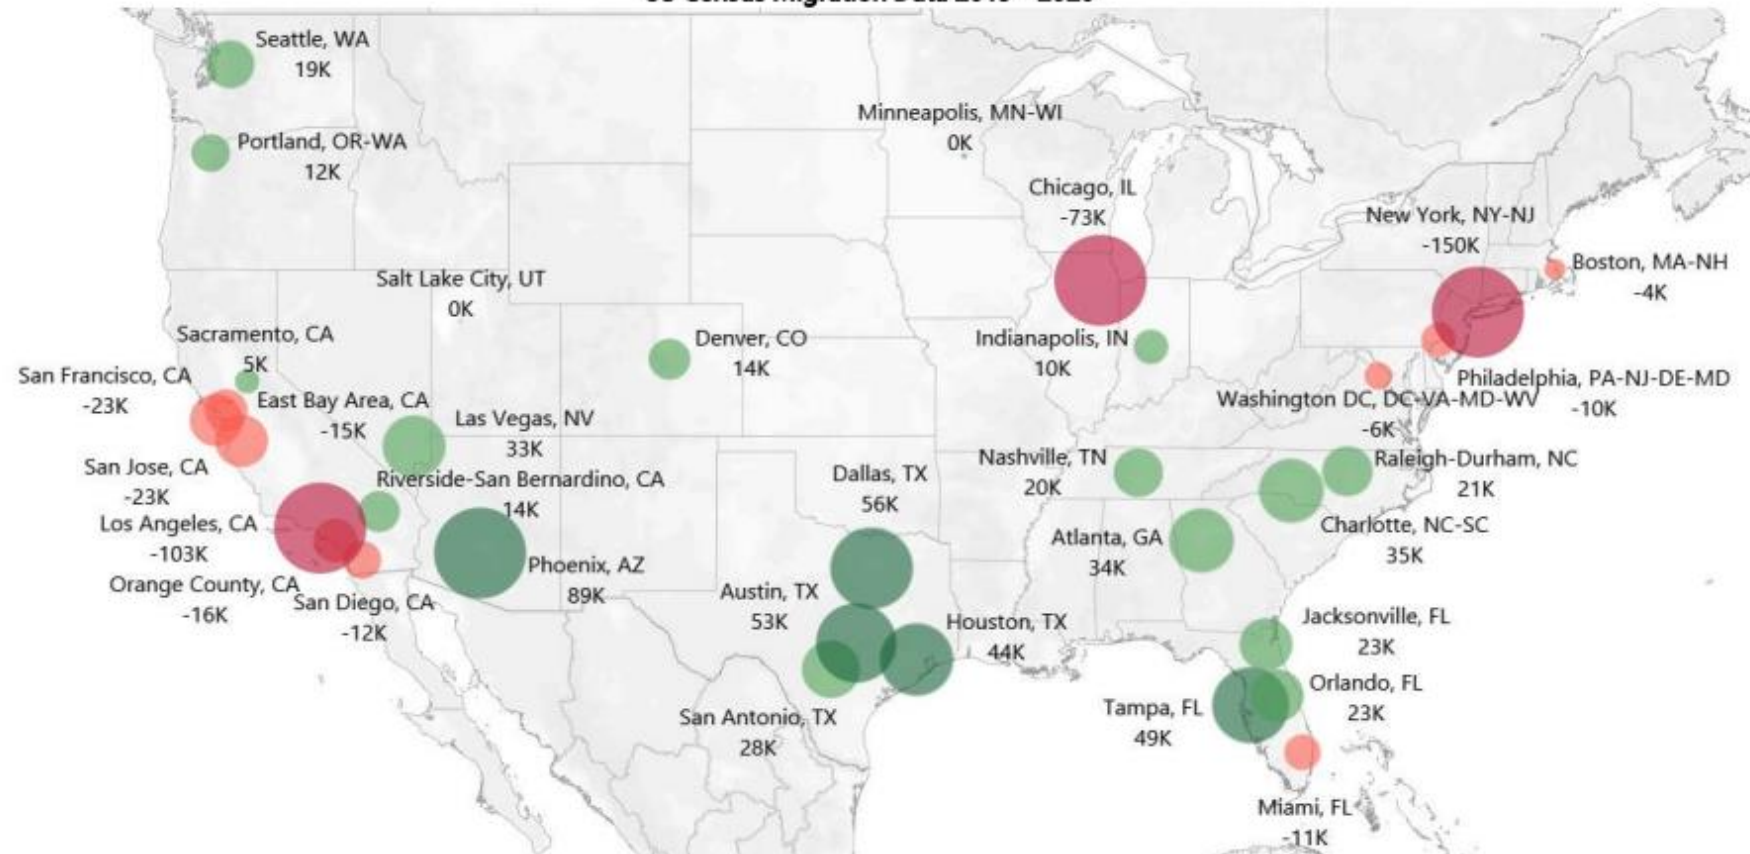 US Census Migration Data
Seattle, WA
19K
Portland, OR-WA
12K
Minneapolis, MN-WI
0K
Chicago, IL
-73K
New York, NY-NJ
-150K
Boston, MA-NH
-4K
Salt Lake City, UT
0K
Sacramento, CA
5K
Denver, CO
14K
Indianapolis, IN
10K
San Francisco, CA
-23K
East Bay Area, CA
-15K
Las Vegas, NV
33K
Philadelphia, PA-NJ-DE-MD
-10K
Washington DC, DC-VA-MD-WV
-6K
San Jose, CA
-23K
Riverside-San Bernardino, CA
14K
Dallas, TX
56K
Nashville, TN
20K
Raleigh-Durham, NC
21K
Los Angeles, CA
-103K
Phoenix, AZ
89K
Atlanta, GA
34K
Charlotte, NC-SC
35K
Orange County, CA
-16K
San Diego, CA
-12K
Austin, TX
53K
Houston, TX
44K
Jacksonville, FL
23K
San Antonio, TX
28K
Tampa, FL
49K
Orlando, FL
23K
Miami, FL
-11K